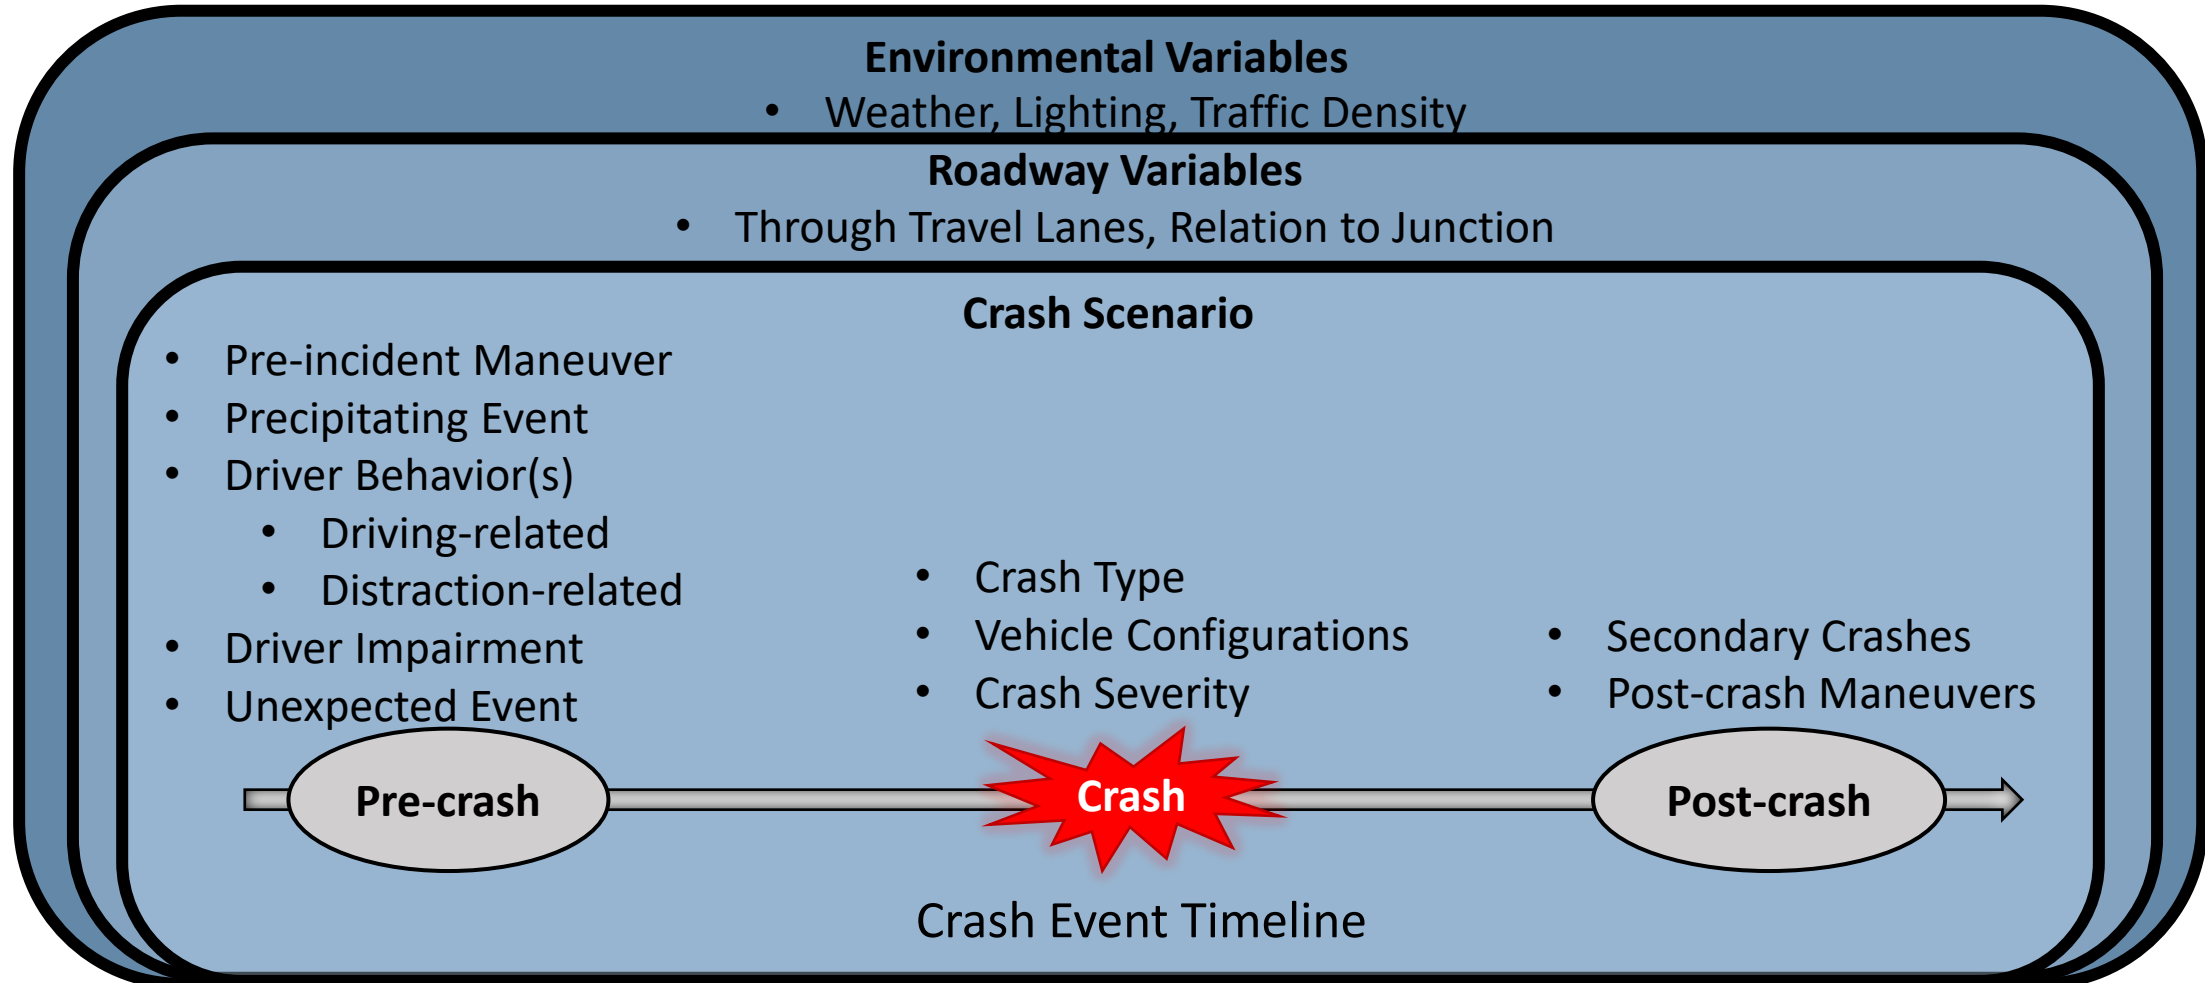 Environmental Variables
• Weather, Lighting, Traffic Density
Roadway Variables
• Through Travel Lanes, Relation to Junction
Crash Scenario
• Pre-incident Maneuver
• Precipitating Event
• Driver Behavior(s)
• Driving-related
• Distraction-related
• Driver Impairment
• Unexpected Event
• Crash Type
• Vehicle Configurations
• Crash Severity
• Secondary Crashes
• Post-crash Maneuvers
Pre-crash
Crash
Post-crash
Crash Event Timeline